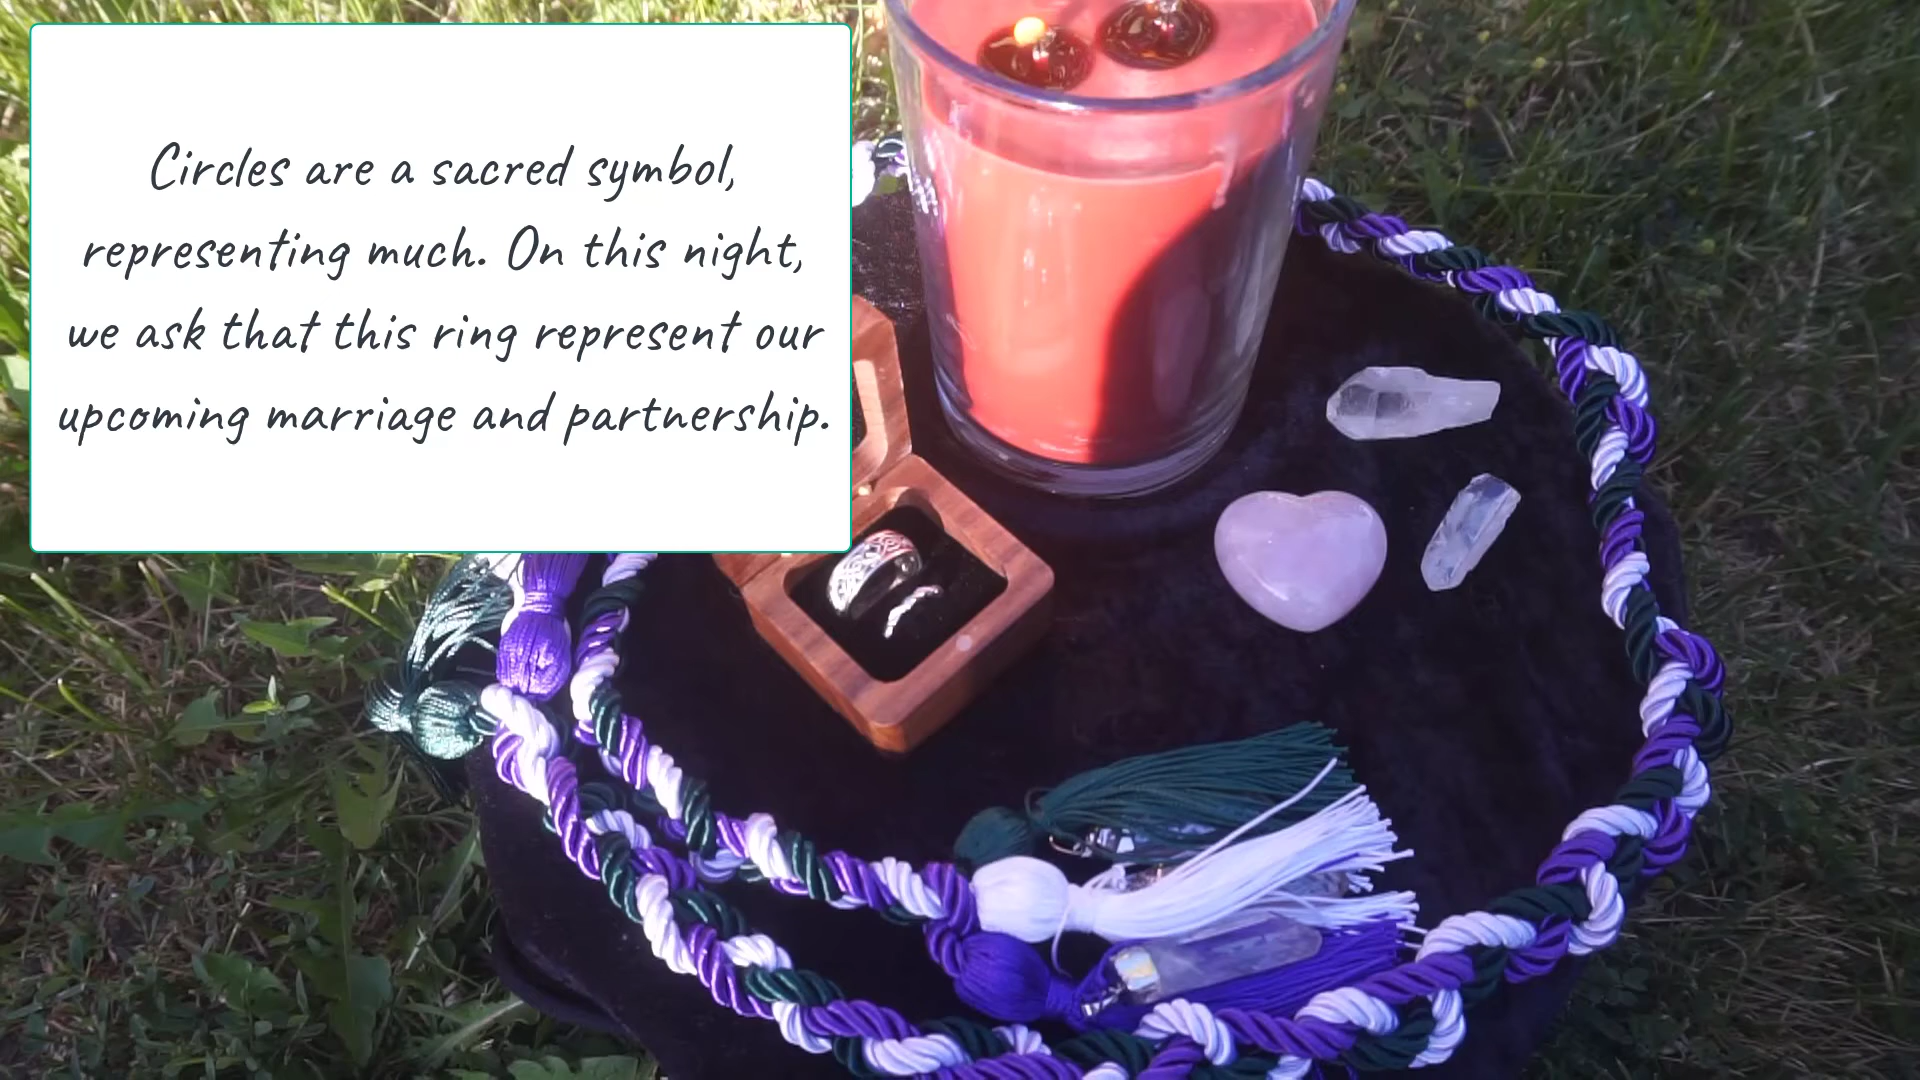 Circles are a sacred symbol,
representing much. On this night,
we ask that this ring represent our
upcoming marriage and partnership.